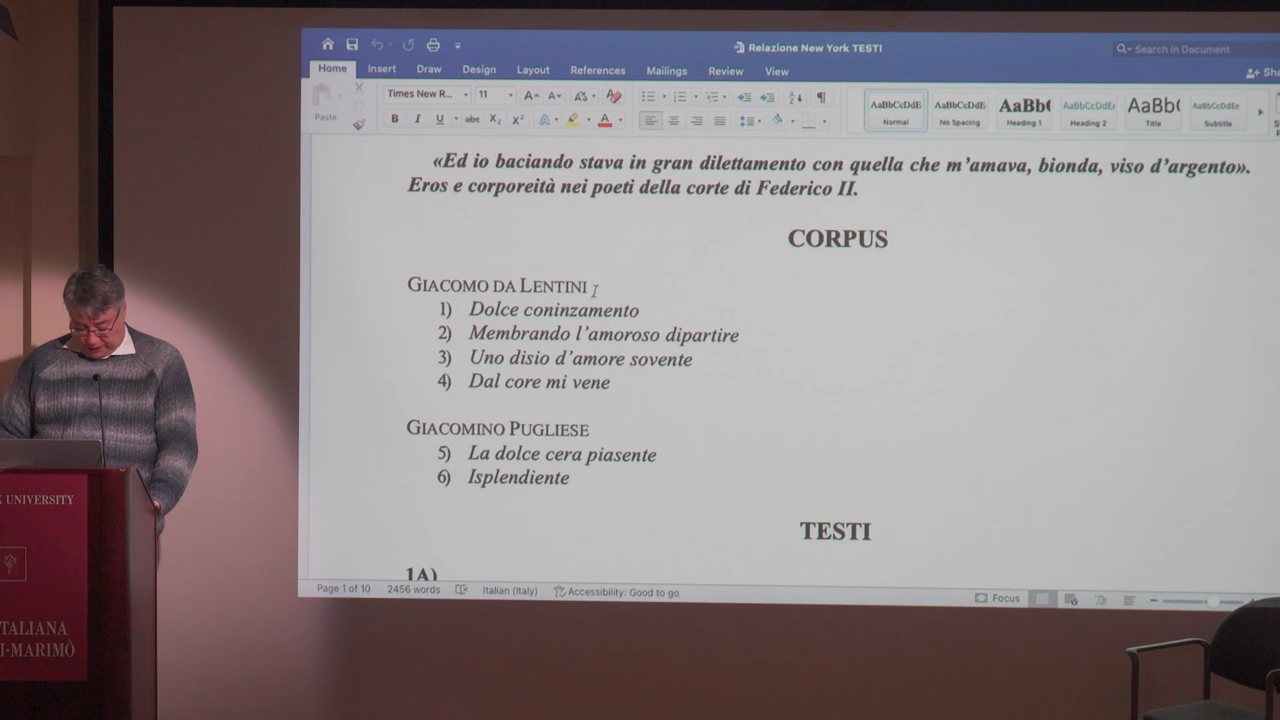 Relazione New York TESTI
Search in Document
Home Insert Draw Design Layout References Mailings Review View
Sha
Paste
Times New R... 11
AaBbCcDdE AaBbCcDdE AaBb( AaBbCcDdE AaBb( AaBbCcDdE
Normal No Spacing Heading 1 Heading 2 Title Subtitle
B I U abc X₂ X² A A
«Ed io baciando stava in gran dilettamento con quella che m’amava, bionda, viso d’argento».
Eros e corporeità nei poeti della corte di Federico II.
CORPUS
GIACOMO DA LENTINI
1) Dolce coninzamento
2) Membrando l’amoroso dipartire
3) Uno disio d’amore sovente
4) Dal core mi vene
GIACOMINO PUGLIESE
5) La dolce cera piasente
6) Isplendiente
TESTI
1A)
Page 1 of 10 2456 words Italian (Italy) Accessibility: Good to go Focus
K UNIVERSITY
TALIANA
I-MARIMÒ